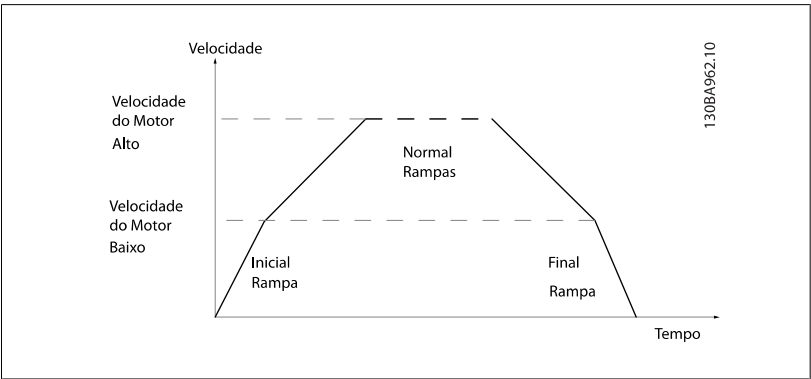 Velocidade
130BA962.10
Velocidade
do Motor
Alto
Normal
Rampas
Velocidade
do Motor
Baixo
Inicial
Rampa
Final
Rampa
Tempo